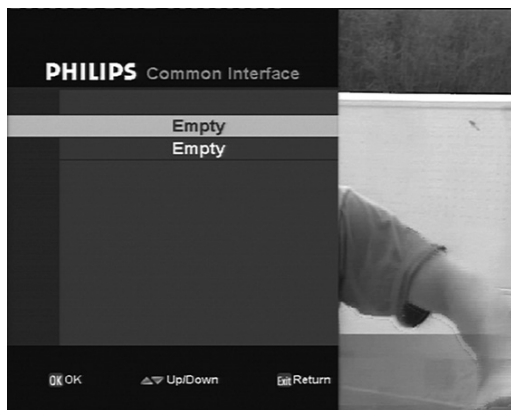 PHILIPS Common Interface
Empty
Empty
OK OK Up/Down Exit Return